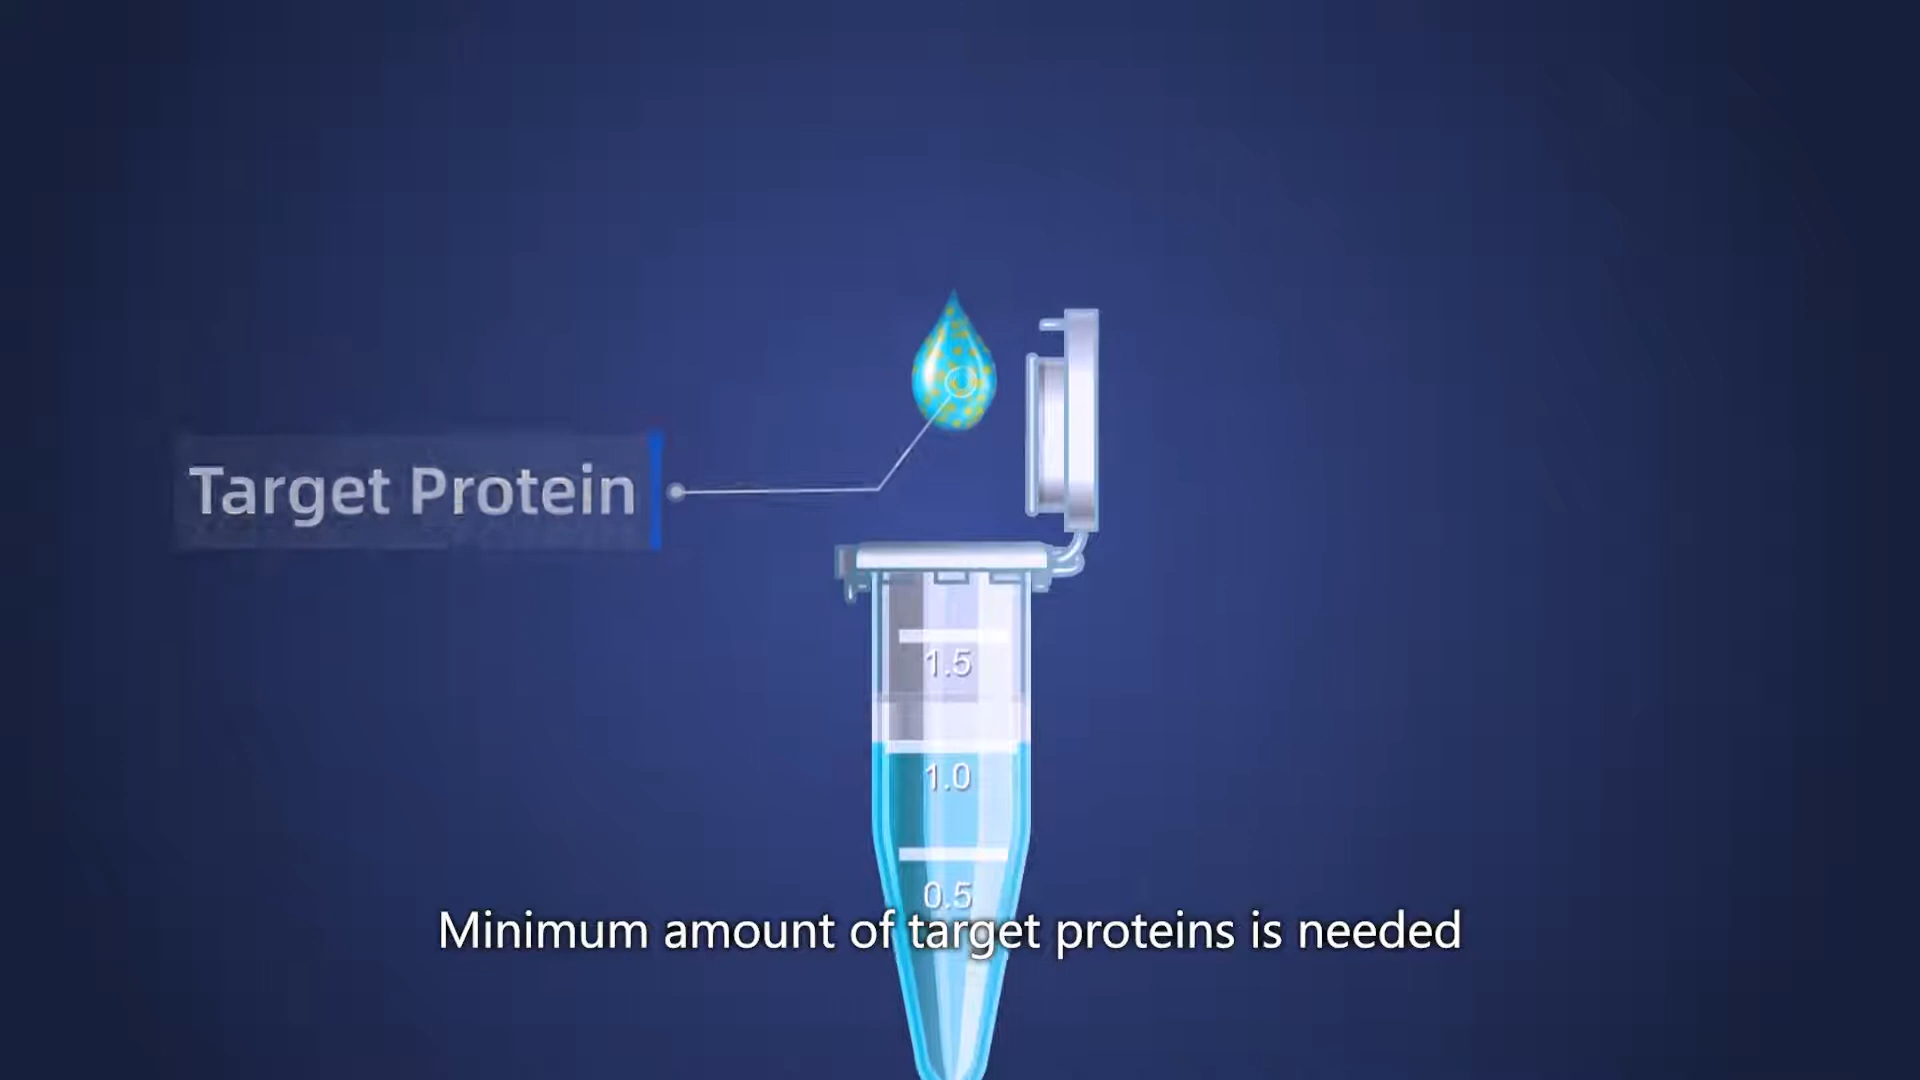 Target Protein
1.5
1.0
0.5
Minimum amount of target proteins is needed